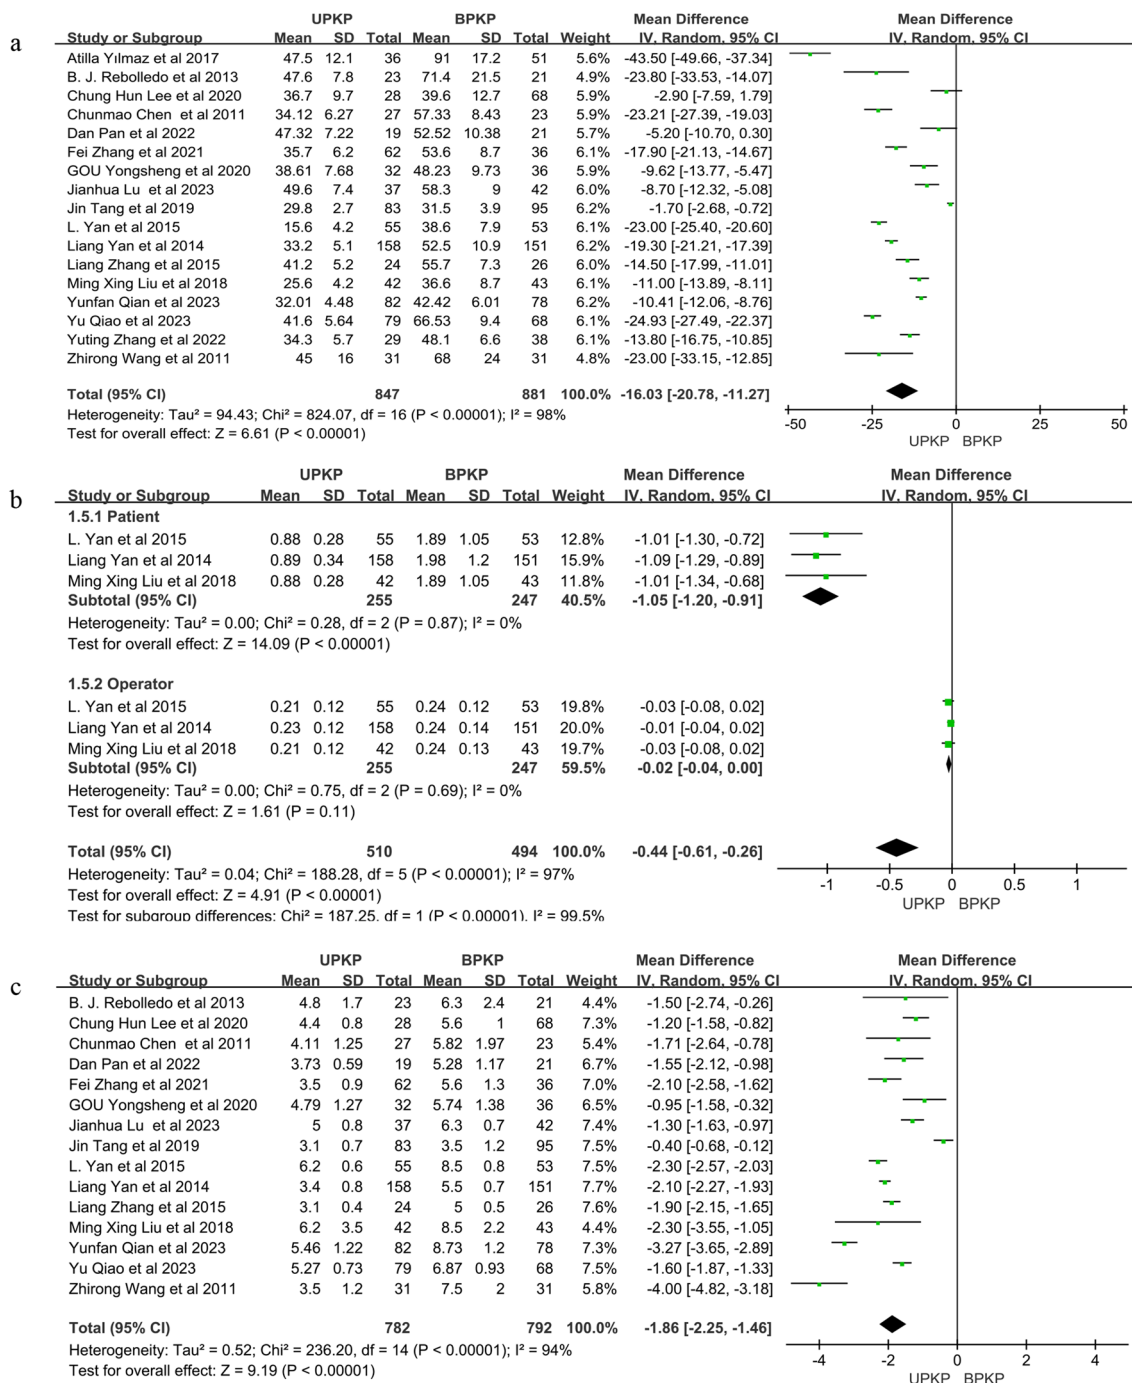 a
UPKP BPKP Mean Difference Mean Difference
Study or Subgroup Mean SD Total Mean SD Total Weight IV, Random, 95% CI IV, Random, 95% CI
Atilla Yılmaz et al 2017 47.5 12.1 36 91 17.2 51 5.6% -43.50 [-49.66, -37.34]
B. J. Rebolledo et al 2013 47.6 7.8 23 71.4 21.5 21 4.9% -23.80 [-33.53, -14.07]
Chung Hun Lee et al 2020 36.7 9.7 28 39.6 12.7 68 5.9% -2.90 [-7.59, 1.79]
Chunmao Chen et al 2011 34.12 6.27 27 57.33 8.43 23 5.9% -23.21 [-27.39, -19.03]
Dan Pan et al 2022 47.32 7.22 19 52.52 10.38 21 5.7% -5.20 [-10.70, 0.30]
Fei Zhang et al 2021 35.7 6.2 62 53.6 8.7 36 6.1% -17.90 [-21.13, -14.67]
GOU Yongsheng et al 2020 38.61 7.68 32 48.23 9.73 36 5.9% -9.62 [-13.77, -5.47]
Jianhua Lu et al 2023 49.6 7.4 37 58.3 9 42 6.0% -8.70 [-12.32, -5.08]
Jin Tang et al 2019 29.8 2.7 83 31.5 3.9 95 6.2% -1.70 [-2.68, -0.72]
L. Yan et al 2015 15.6 4.2 55 38.6 7.9 53 6.1% -23.00 [-25.40, -20.60]
Liang Yan et al 2014 33.2 5.1 158 52.5 10.9 151 6.2% -19.30 [-21.21, -17.39]
Liang Zhang et al 2015 41.2 5.2 24 55.7 7.3 26 6.0% -14.50 [-17.99, -11.01]
Ming Xing Liu et al 2018 25.6 4.2 42 36.6 8.7 43 6.1% -11.00 [-13.89, -8.11]
Yunfan Qian et al 2023 32.01 4.48 82 42.42 6.01 78 6.2% -10.41 [-12.06, -8.76]
Yu Qiao et al 2023 41.6 5.64 79 66.53 9.4 68 6.1% -24.93 [-27.49, -22.37]
Yuting Zhang et al 2022 34.3 5.7 29 48.1 6.6 38 6.1% -13.80 [-16.75, -10.85]
Zhirong Wang et al 2011 45 16 31 68 24 31 4.8% -23.00 [-33.15, -12.85]
Total (95% CI) 847 881 100.0% -16.03 [-20.78, -11.27]
Heterogeneity: Tau² = 94.43; Chi² = 824.07, df = 16 (P < 0.00001); I² = 98%
Test for overall effect: Z = 6.61 (P < 0.00001)
-50 -25 0 25 50
UPKP BPKP
b
UPKP BPKP Mean Difference Mean Difference
Study or Subgroup Mean SD Total Mean SD Total Weight IV, Random, 95% CI IV, Random, 95% CI
1.5.1 Patient
L. Yan et al 2015 0.88 0.28 55 1.89 1.05 53 12.8% -1.01 [-1.30, -0.72]
Liang Yan et al 2014 0.89 0.34 158 1.98 1.2 151 15.9% -1.09 [-1.29, -0.89]
Ming Xing Liu et al 2018 0.88 0.28 42 1.89 1.05 43 11.8% -1.01 [-1.34, -0.68]
Subtotal (95% CI) 255 247 40.5% -1.05 [-1.20, -0.91]
Heterogeneity: Tau² = 0.00; Chi² = 0.28, df = 2 (P = 0.87); I² = 0%
Test for overall effect: Z = 14.09 (P < 0.00001)
1.5.2 Operator
L. Yan et al 2015 0.21 0.12 55 0.24 0.12 53 19.8% -0.03 [-0.08, 0.02]
Liang Yan et al 2014 0.23 0.12 158 0.24 0.14 151 20.0% -0.01 [-0.04, 0.02]
Ming Xing Liu et al 2018 0.21 0.12 42 0.24 0.13 43 19.7% -0.03 [-0.08, 0.02]
Subtotal (95% CI) 255 247 59.5% -0.02 [-0.04, 0.00]
Heterogeneity: Tau² = 0.00; Chi² = 0.75, df = 2 (P = 0.69); I² = 0%
Test for overall effect: Z = 1.61 (P = 0.11)
Total (95% CI) 510 494 100.0% -0.44 [-0.61, -0.26]
Heterogeneity: Tau² = 0.04; Chi² = 188.28, df = 5 (P < 0.00001); I² = 97%
Test for overall effect: Z = 4.91 (P < 0.00001)
Test for subgroup differences: Chi² = 187.25, df = 1 (P < 0.00001), I² = 99.5%
-1 -0.5 0 0.5 1
UPKP BPKP
c
UPKP BPKP Mean Difference Mean Difference
Study or Subgroup Mean SD Total Mean SD Total Weight IV, Random, 95% CI IV, Random, 95% CI
B. J. Rebolledo et al 2013 4.8 1.7 23 6.3 2.4 21 4.4% -1.50 [-2.74, -0.26]
Chung Hun Lee et al 2020 4.4 0.8 28 5.6 1 68 7.3% -1.20 [-1.58, -0.82]
Chunmao Chen et al 2011 4.11 1.25 27 5.82 1.97 23 5.4% -1.71 [-2.64, -0.78]
Dan Pan et al 2022 3.73 0.59 19 5.28 1.17 21 6.7% -1.55 [-2.12, -0.98]
Fei Zhang et al 2021 3.5 0.9 62 5.6 1.3 36 7.0% -2.10 [-2.58, -1.62]
GOU Yongsheng et al 2020 4.79 1.27 32 5.74 1.38 36 6.5% -0.95 [-1.58, -0.32]
Jianhua Lu et al 2023 5 0.8 37 6.3 0.7 42 7.4% -1.30 [-1.63, -0.97]
Jin Tang et al 2019 3.1 0.7 83 3.5 1.2 95 7.5% -0.40 [-0.68, -0.12]
L. Yan et al 2015 6.2 0.6 55 8.5 0.8 53 7.5% -2.30 [-2.57, -2.03]
Liang Yan et al 2014 3.4 0.8 158 5.5 0.7 151 7.7% -2.10 [-2.27, -1.93]
Liang Zhang et al 2015 3.1 0.4 24 5 0.5 26 7.6% -1.90 [-2.15, -1.65]
Ming Xing Liu et al 2018 6.2 3.5 42 8.5 2.2 43 4.4% -2.30 [-3.55, -1.05]
Yunfan Qian et al 2023 5.46 1.22 82 8.73 1.2 78 7.3% -3.27 [-3.65, -2.89]
Yu Qiao et al 2023 5.27 0.73 79 6.87 0.93 68 7.5% -1.60 [-1.87, -1.33]
Zhirong Wang et al 2011 3.5 1.2 31 7.5 2 31 5.8% -4.00 [-4.82, -3.18]
Total (95% CI) 782 792 100.0% -1.86 [-2.25, -1.46]
Heterogeneity: Tau² = 0.52; Chi² = 236.20, df = 14 (P < 0.00001); I² = 94%
Test for overall effect: Z = 9.19 (P < 0.00001)
-4 -2 0 2 4
UPKP BPKP